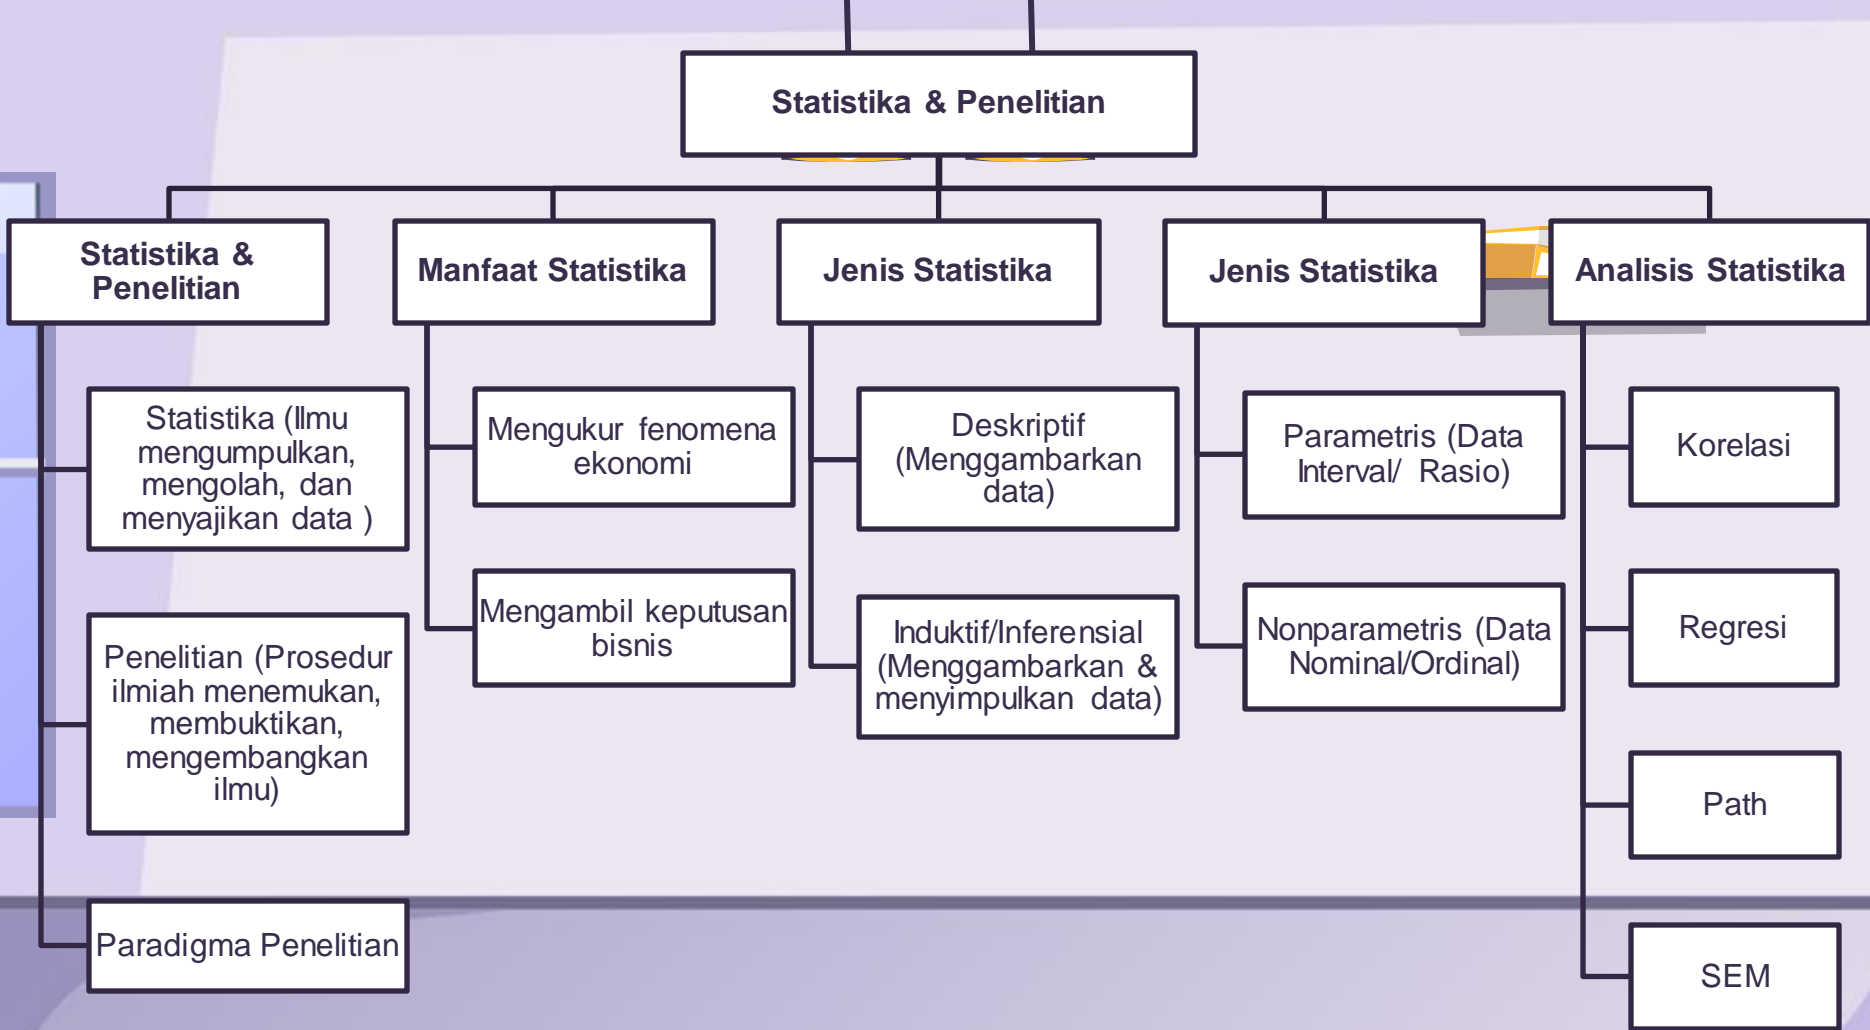 Statistika & Penelitian
Statistika &
Penelitian
Statistika (Ilmu
mengumpulkan,
mengolah, dan
menyajikan data )
Penelitian (Prosedur
ilmiah menemukan,
membuktikan,
mengembangkan
ilmu)
Paradigma Penelitian
Manfaat Statistika
Mengukur fenomena
ekonomi
Mengambil keputusan
bisnis
Jenis Statistika
Deskriptif
(Menggambarkan
data)
Induktif/Inferensial
(Menggambarkan &
menyimpulkan data)
Jenis Statistika
Parametris (Data
Interval/ Rasio)
Nonparametris (Data
Nominal/Ordinal)
Analisis Statistika
Korelasi
Regresi
Path
SEM